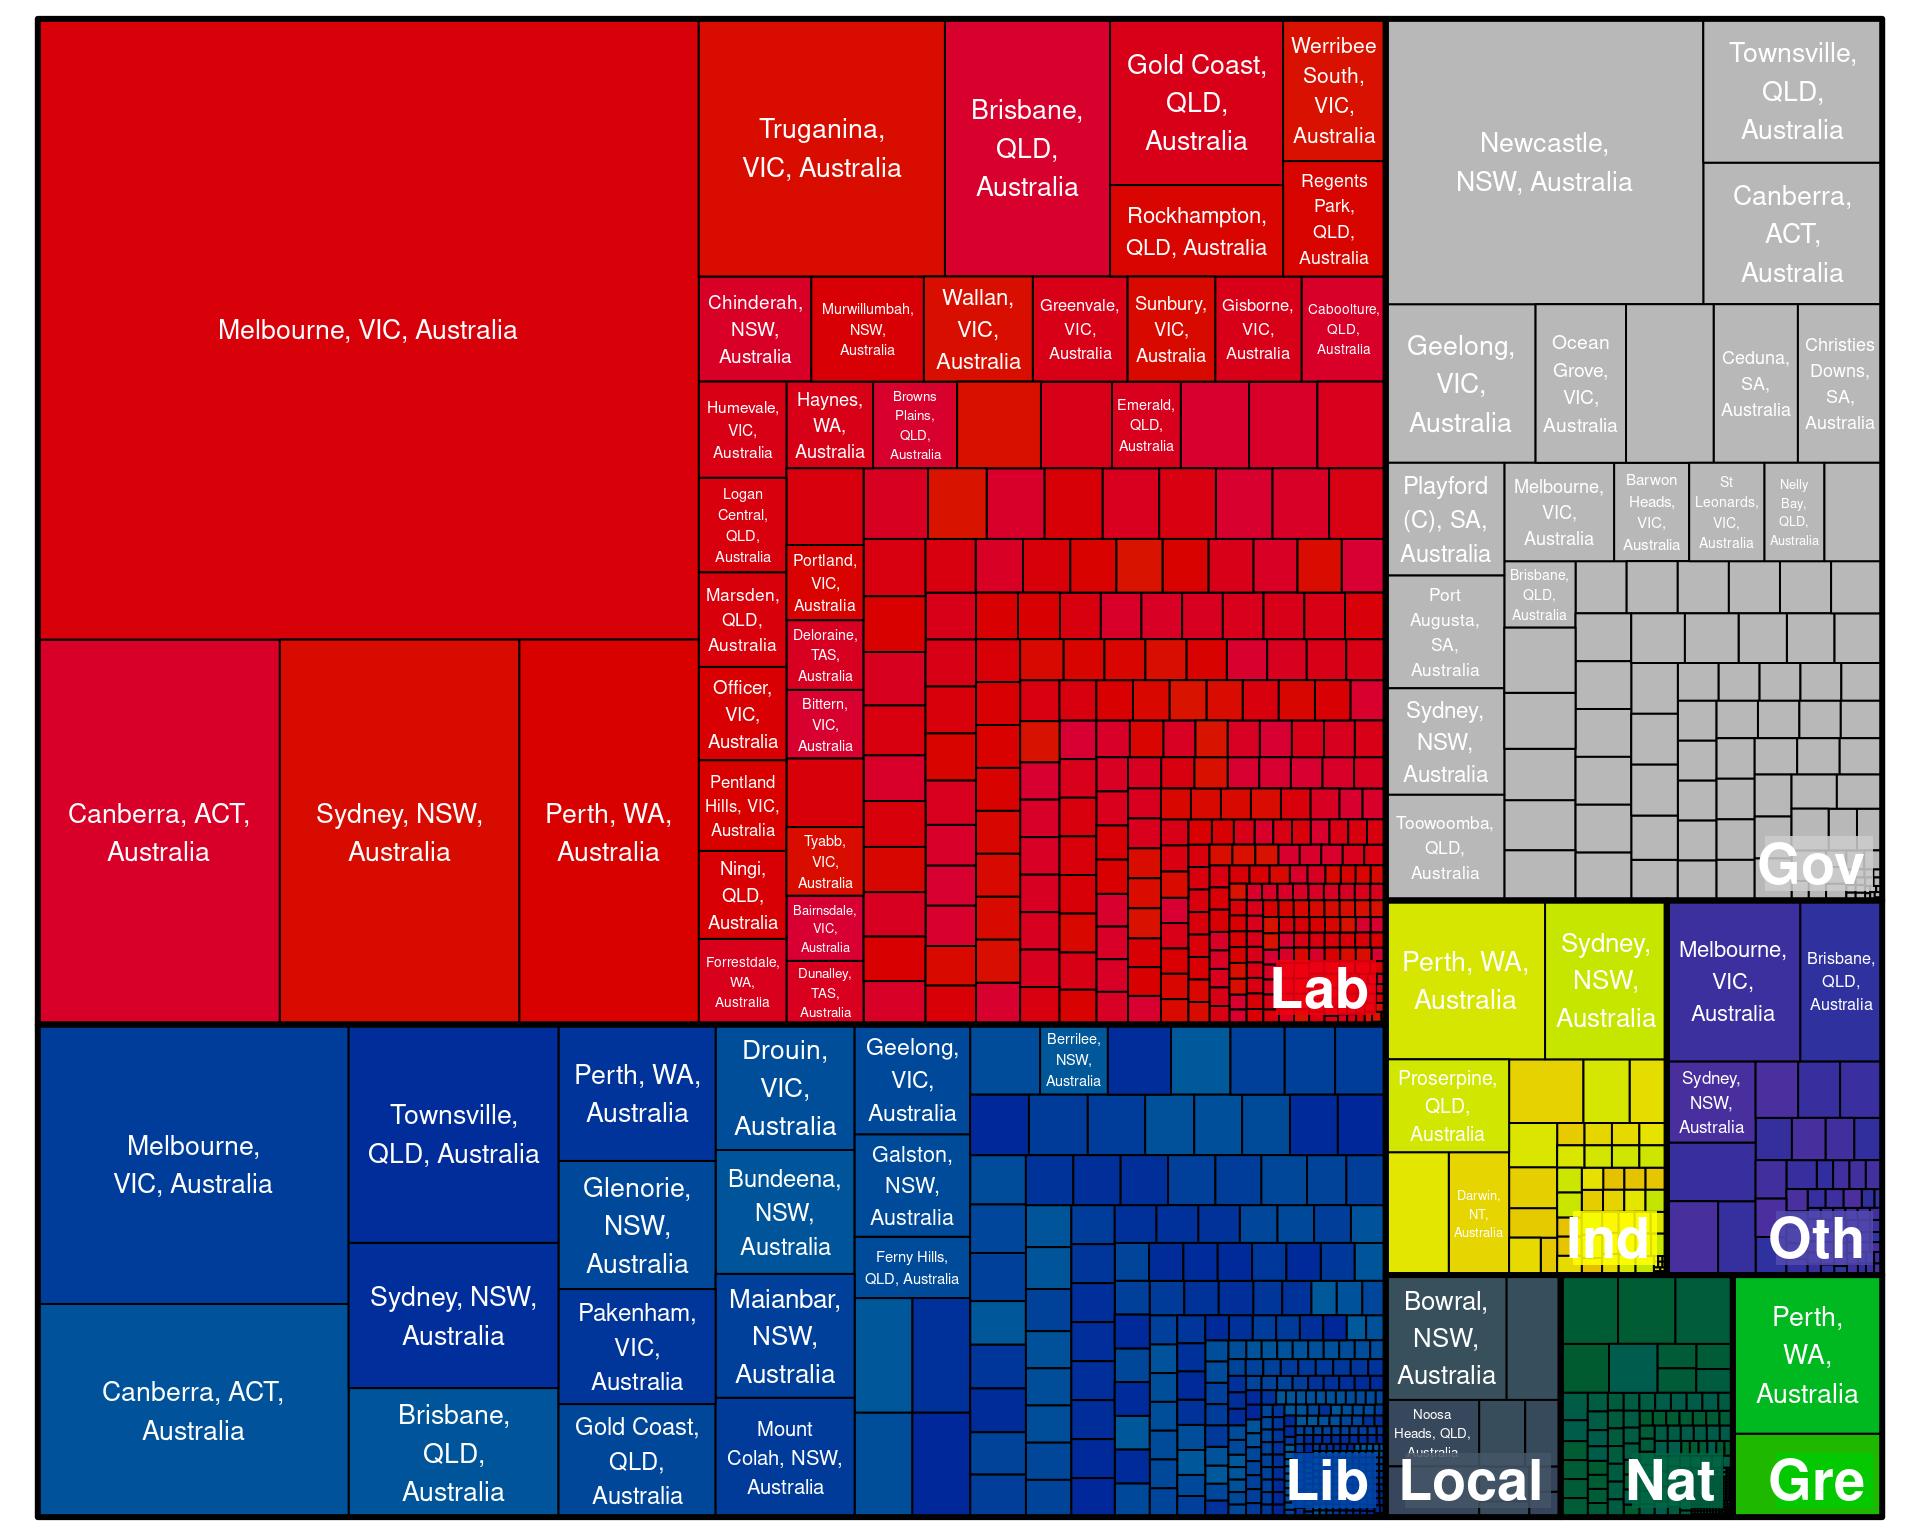 Melbourne, VIC, Australia
Canberra, ACT,
Australia
Sydney, NSW,
Australia
Perth, WA,
Australia
Truganina,
VIC, Australia
Brisbane,
QLD,
Australia
Gold Coast,
QLD,
Australia
Rockhampton,
QLD, Australia
Werribee
South,
VIC,
Australia
Regents
Park,
QLD,
Australia
Chinderah,
NSW,
Australia
Murwillumbah,
NSW,
Australia
Wallan,
VIC,
Australia
Greenvale,
VIC,
Australia
Sunbury,
VIC,
Australia
Gisborne,
VIC,
Australia
Caboolture,
QLD,
Australia
Humevale,
VIC,
Australia
Haynes,
WA,
Australia
Browns
Plains,
QLD,
Australia
Emerald,
QLD,
Australia
Logan
Central,
QLD,
Australia
Marsden,
QLD,
Australia
Officer,
VIC,
Australia
Pentland
Hills, VIC,
Australia
Ningi,
QLD,
Australia
Forrestdale,
WA,
Australia
Portland,
VIC,
Australia
Deloraine,
TAS,
Australia
Bittern,
VIC,
Australia
Tyabb,
VIC,
Australia
Bairnsdale,
VIC,
Australia
Dunalley,
TAS,
Australia
Lab
Newcastle,
NSW, Australia
Townsville,
QLD,
Australia
Canberra,
ACT,
Australia
Geelong,
VIC,
Australia
Ocean
Grove,
VIC,
Australia
Ceduna,
SA,
Australia
Christies
Downs,
SA,
Australia
Playford
(C), SA,
Australia
Melbourne,
VIC,
Australia
Barwon
Heads,
VIC,
Australia
St
Leonards,
VIC,
Australia
Nelly
Bay,
QLD,
Australia
Brisbane,
QLD,
Australia
Port
Augusta,
SA,
Australia
Sydney,
NSW,
Australia
Toowoomba,
QLD,
Australia
Gov
Melbourne,
VIC, Australia
Canberra, ACT,
Australia
Townsville,
QLD, Australia
Sydney, NSW,
Australia
Brisbane,
QLD,
Australia
Perth, WA,
Australia
Glenorie,
NSW,
Australia
Pakenham,
VIC,
Australia
Gold Coast,
QLD,
Australia
Drouin,
VIC,
Australia
Bundeena,
NSW,
Australia
Maianbar,
NSW,
Australia
Mount
Colah, NSW,
Australia
Geelong,
VIC,
Australia
Galston,
NSW,
Australia
Ferny Hills,
QLD, Australia
Berrilee,
NSW,
Australia
Lib
Perth, WA,
Australia
Sydney,
NSW,
Australia
Proserpine,
QLD,
Australia
Darwin,
NT,
Australia
Ind
Melbourne,
VIC,
Australia
Brisbane,
QLD,
Australia
Sydney,
NSW,
Australia
Oth
Bowral,
NSW,
Australia
Noosa
Heads, QLD,
Australia
Local
Nat
Perth,
WA,
Australia
Gre